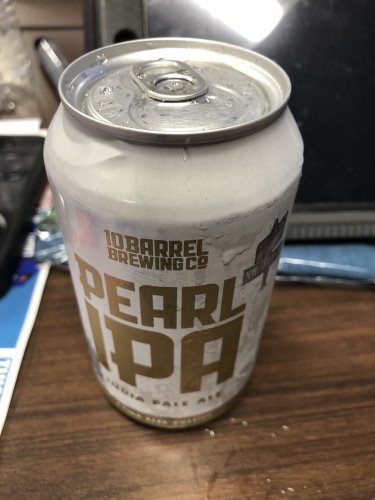 10 BARREL
BREWING CO
PEARL
IPA
INDIA PALE ALE